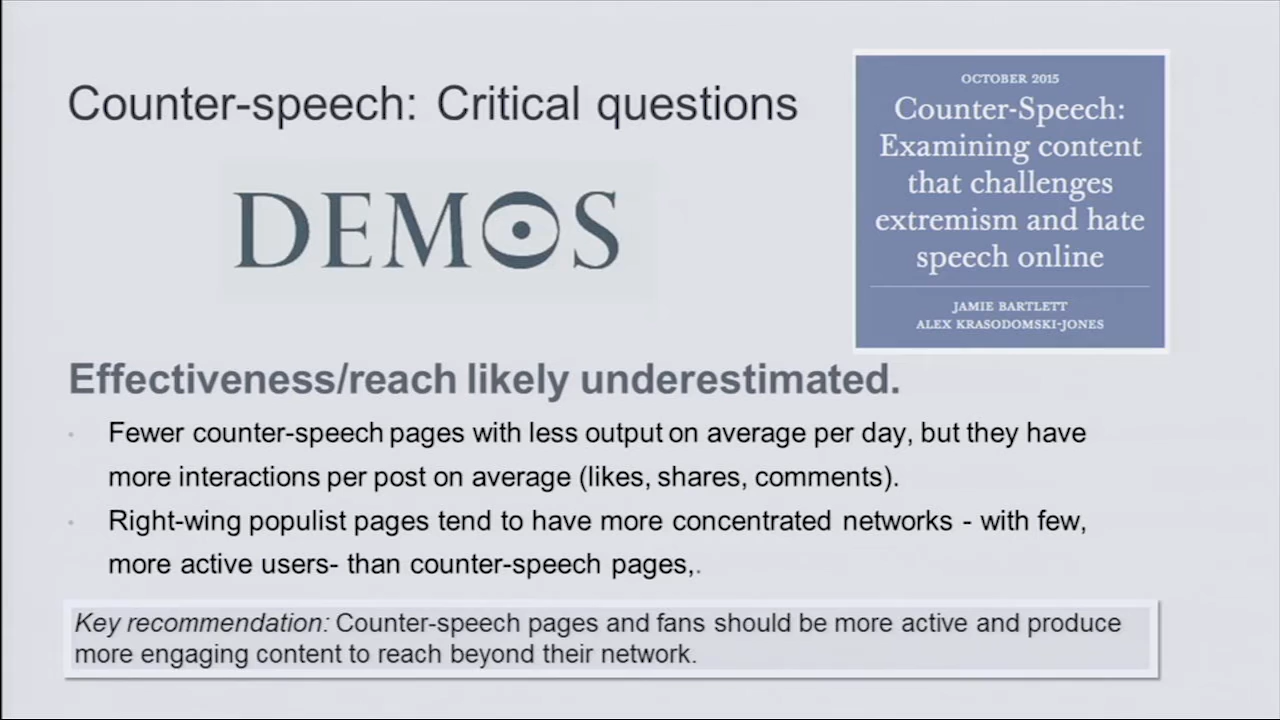 Counter-speech: Critical questions
DEMOS
OCTOBER 2015
Counter-Speech:
Examining content
that challenges
extremism and hate
speech online
JAMIE BARTLETT
ALEX KRASODOMSKI-JONES
Effectiveness/reach likely underestimated.
· Fewer counter-speech pages with less output on average per day, but they have
more interactions per post on average (likes, shares, comments).
· Right-wing populist pages tend to have more concentrated networks - with few,
more active users- than counter-speech pages,.
Key recommendation: Counter-speech pages and fans should be more active and produce
more engaging content to reach beyond their network.